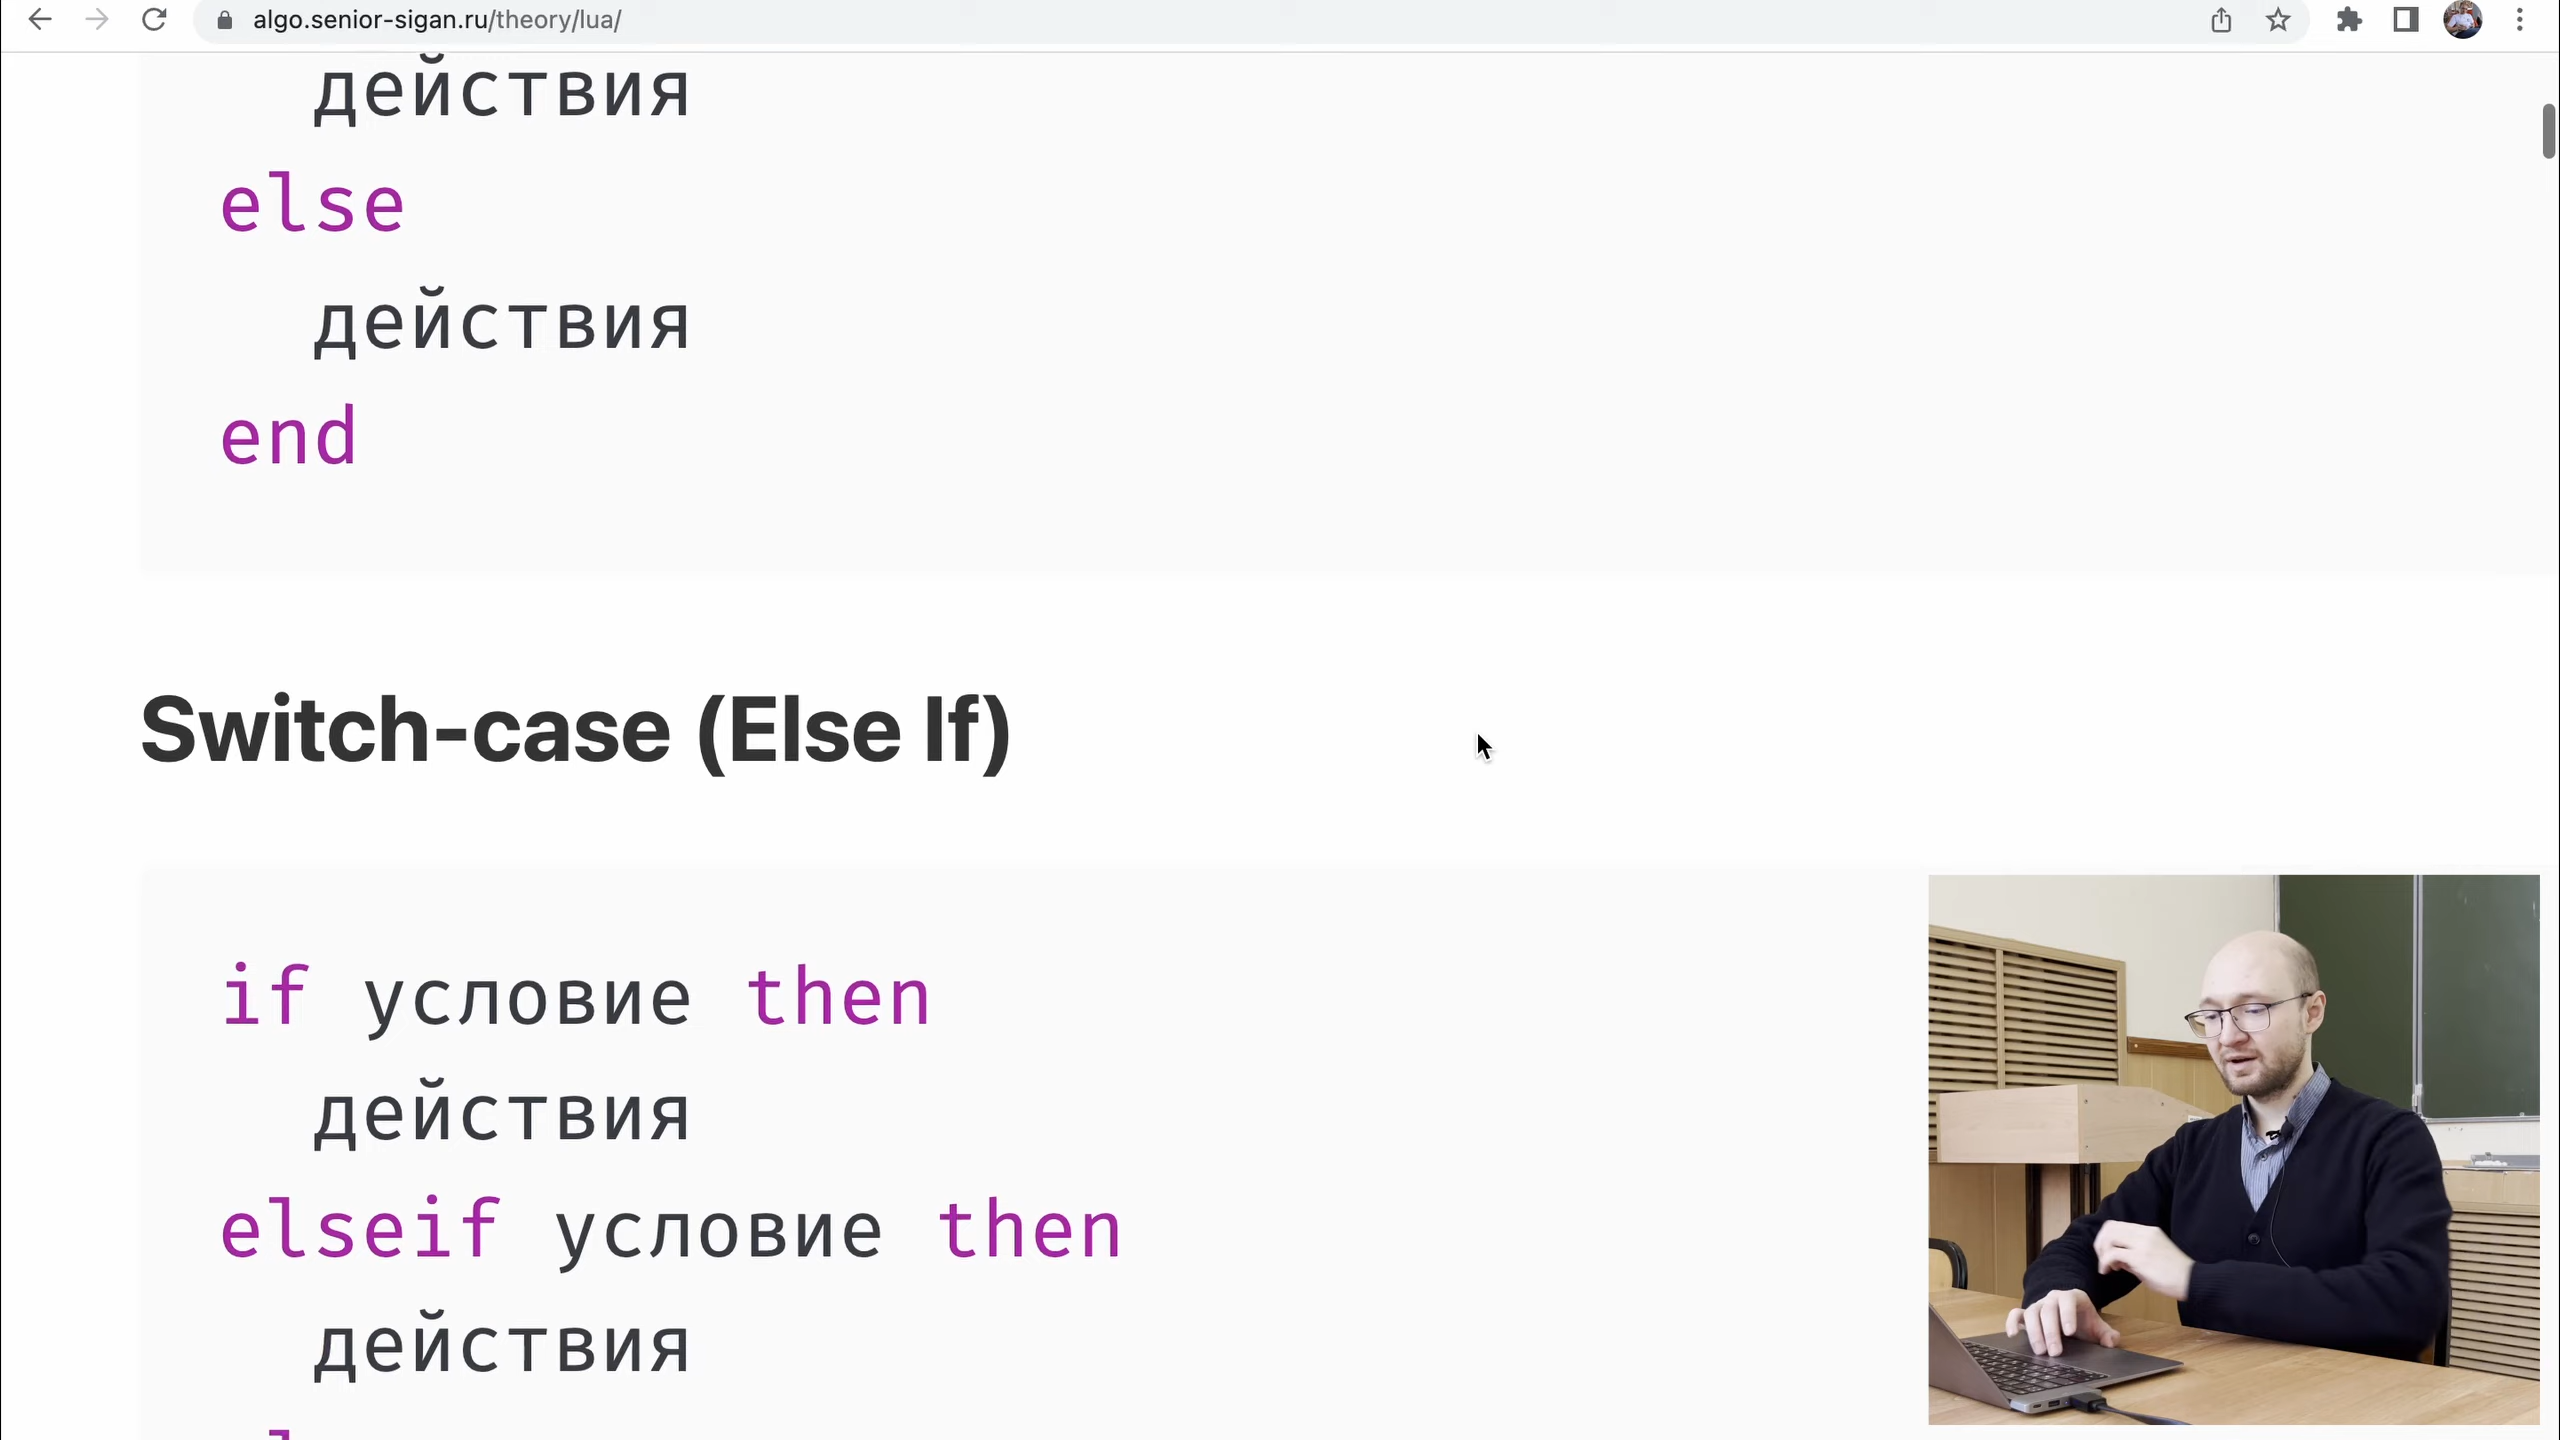 algo.senior-sigan.ru/theory/lua/
действия
else
действия
end
Switch-case (Else If)
if условие then
действия
elseif условие then
действия